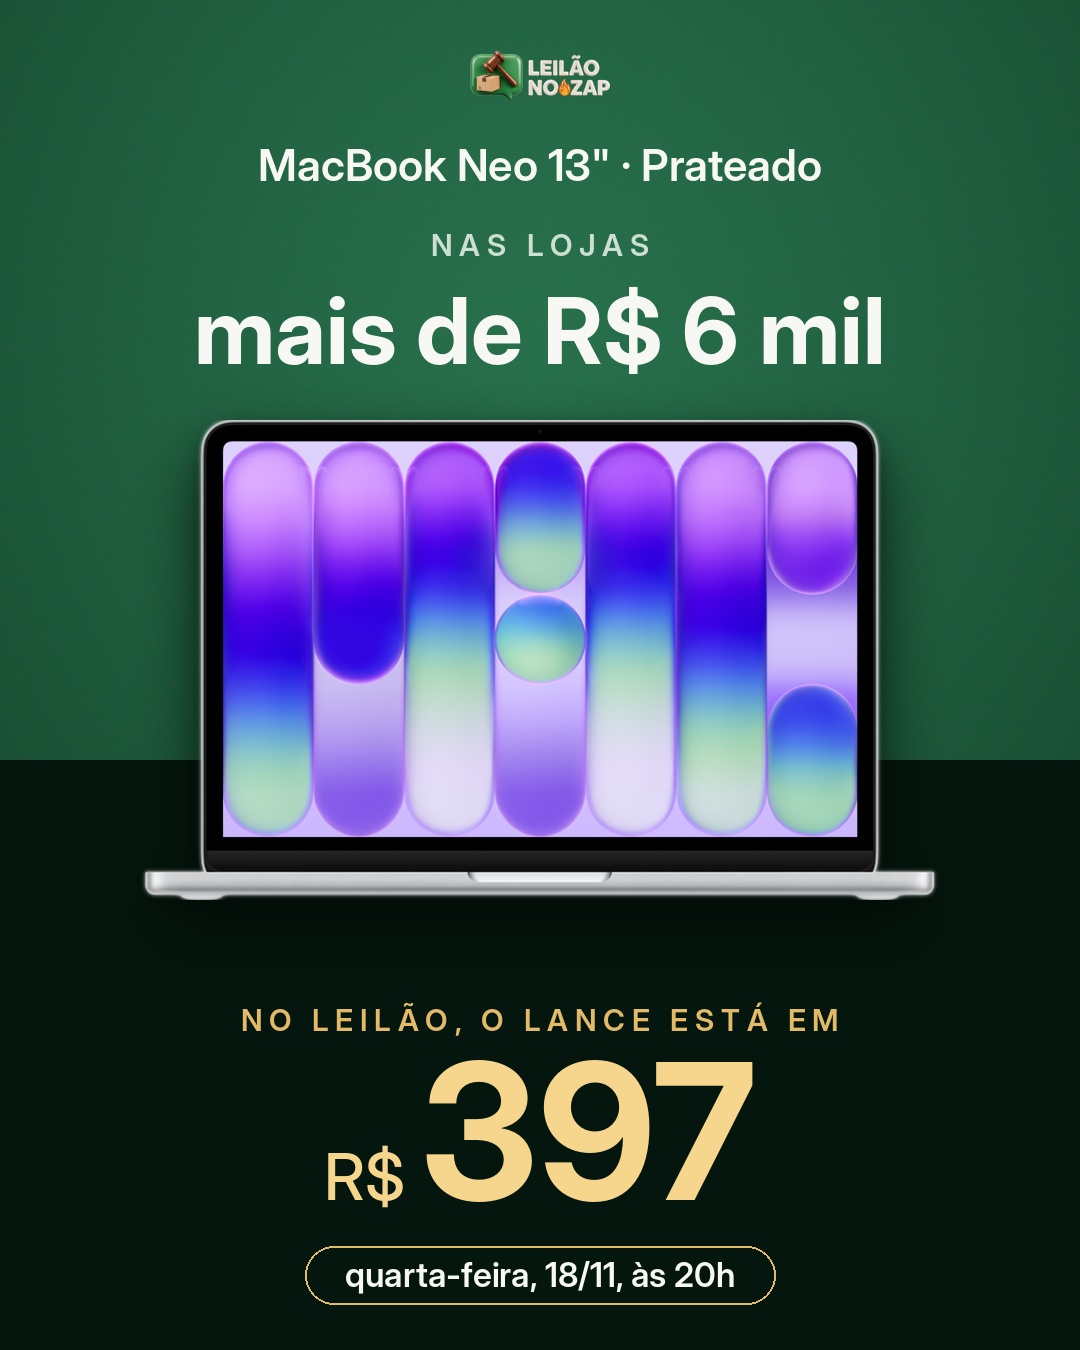 LEILÃO
NO ZAP
MacBook Neo 13" · Prateado
NAS LOJAS
mais de R$ 6 mil
NO LEILÃO, O LANCE ESTÁ EM
R$ 397
quarta-feira, 18/11, às 20h